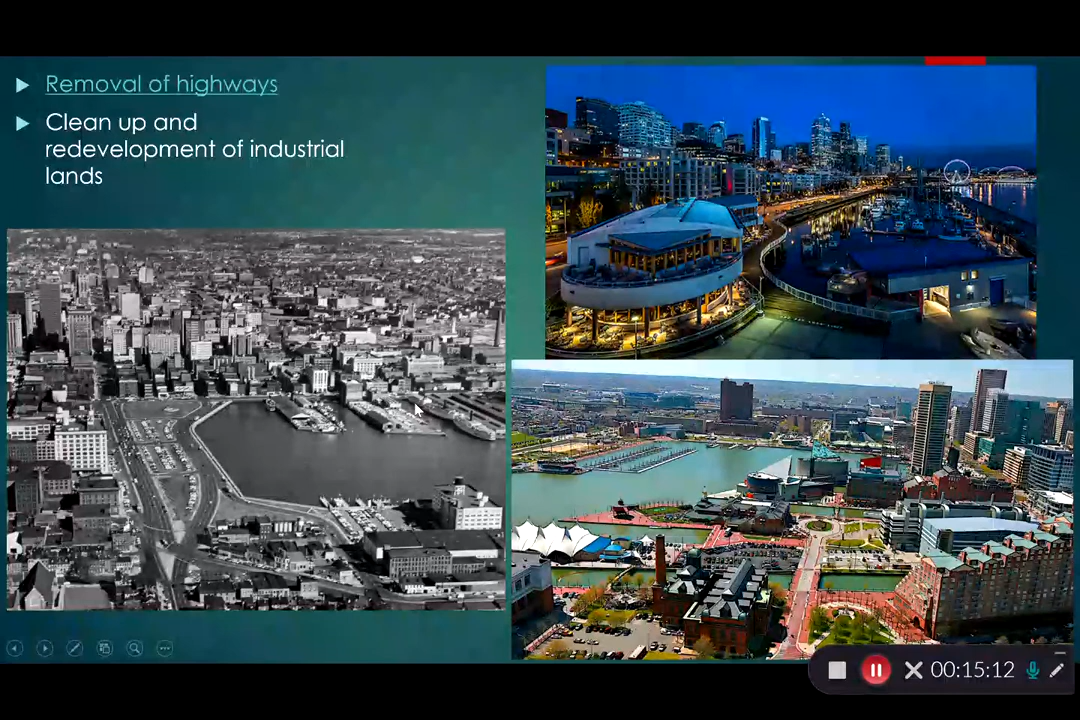 Removal of highways
Clean up and
redevelopment of industrial
lands
00:15:12